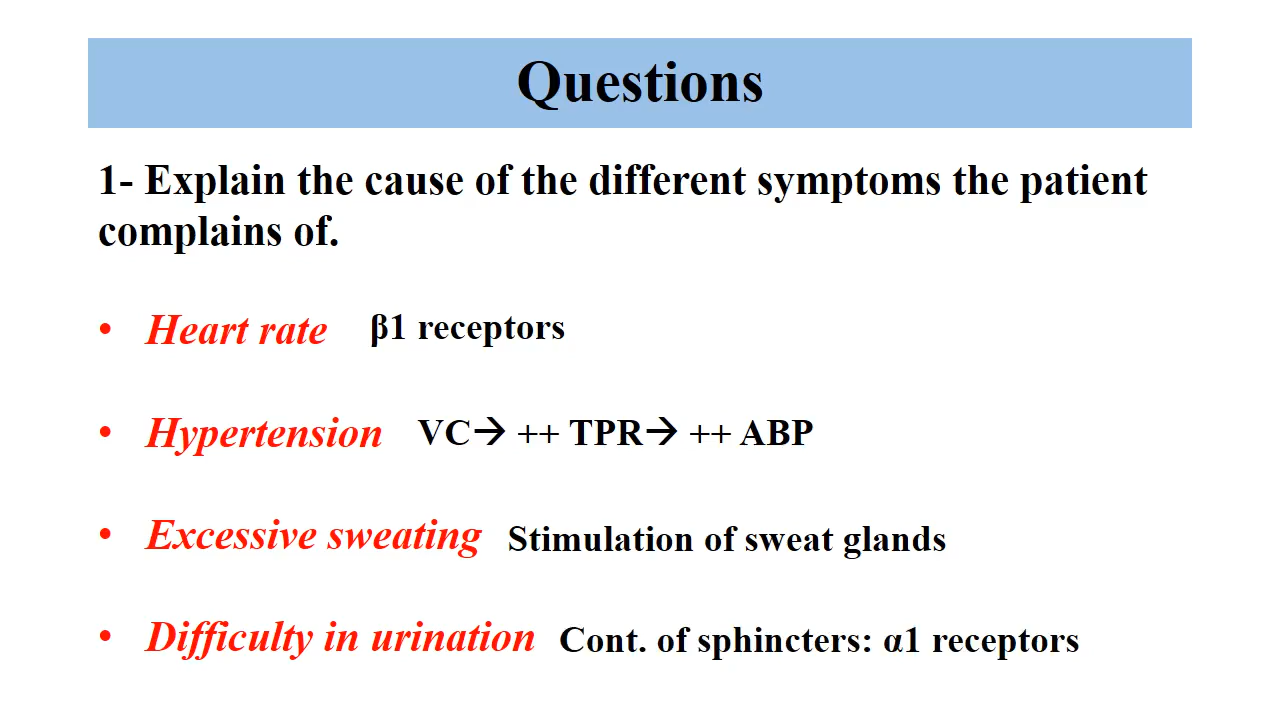 Questions
1- Explain the cause of the different symptoms the patient
complains of.
• Heart rate β1 receptors
• Hypertension VC→ ++ TPR→ ++ ABP
• Excessive sweating Stimulation of sweat glands
• Difficulty in urination Cont. of sphincters: α1 receptors